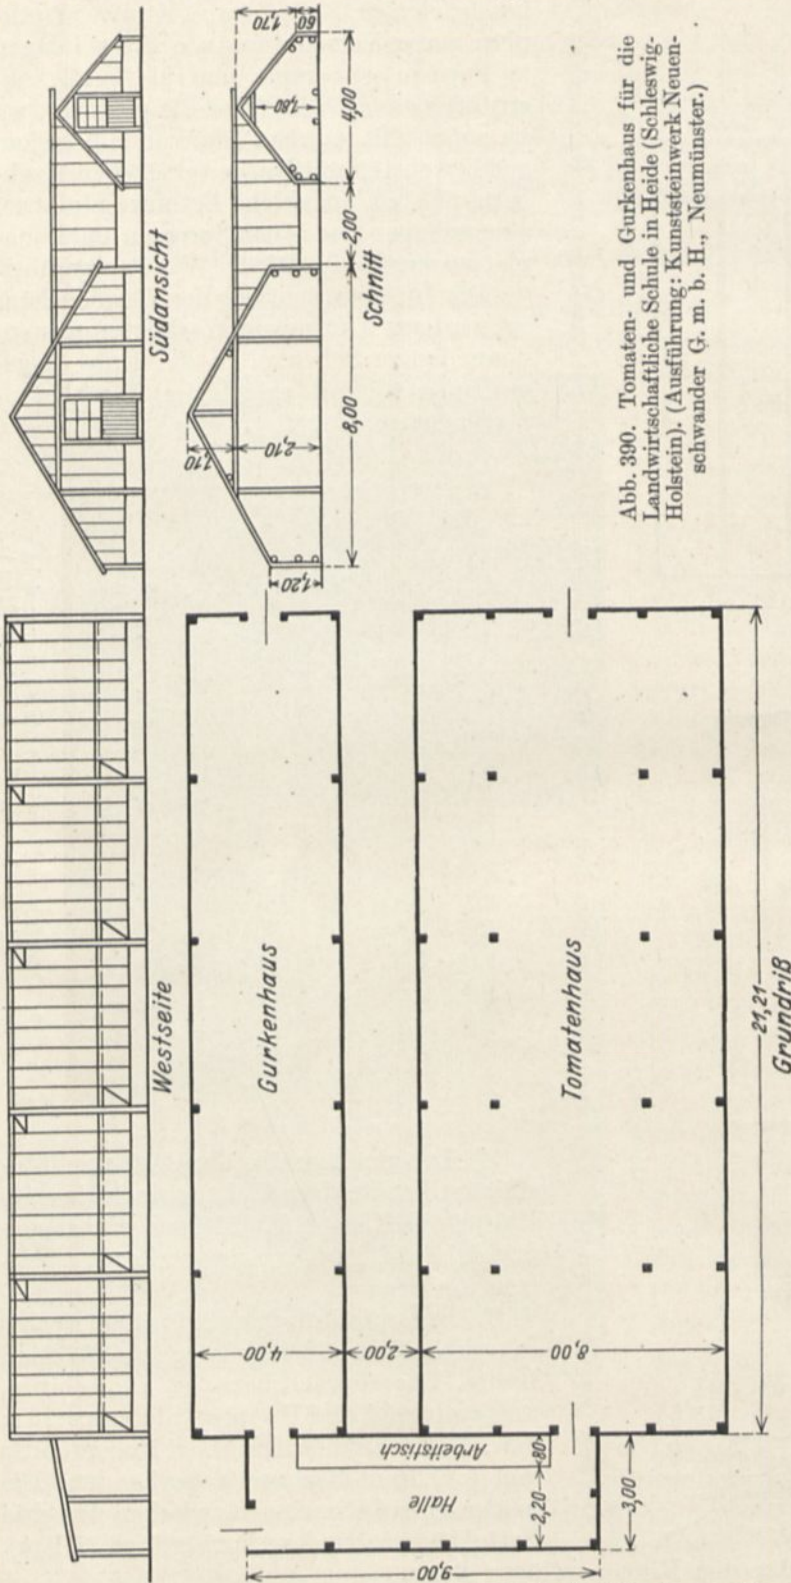 Südansicht
1,70
60
1,80
4,00
2,00
8,00
1,10
2,10
1,20
Schnitt
Westseite
Gurkenhaus
Tomatenhaus
4,00
2,00
8,00
Arbeitstisch
Halle
80
2,20
3,00
9,00
21,21
Grundriß
Abb. 390. Tomaten- und Gurkenhaus für die
Landwirtschaftliche Schule in Heide (Schleswig-
Holstein). (Ausführung: Kunststeinwerk Neuen-
schwander G. m. b. H., Neumünster.)